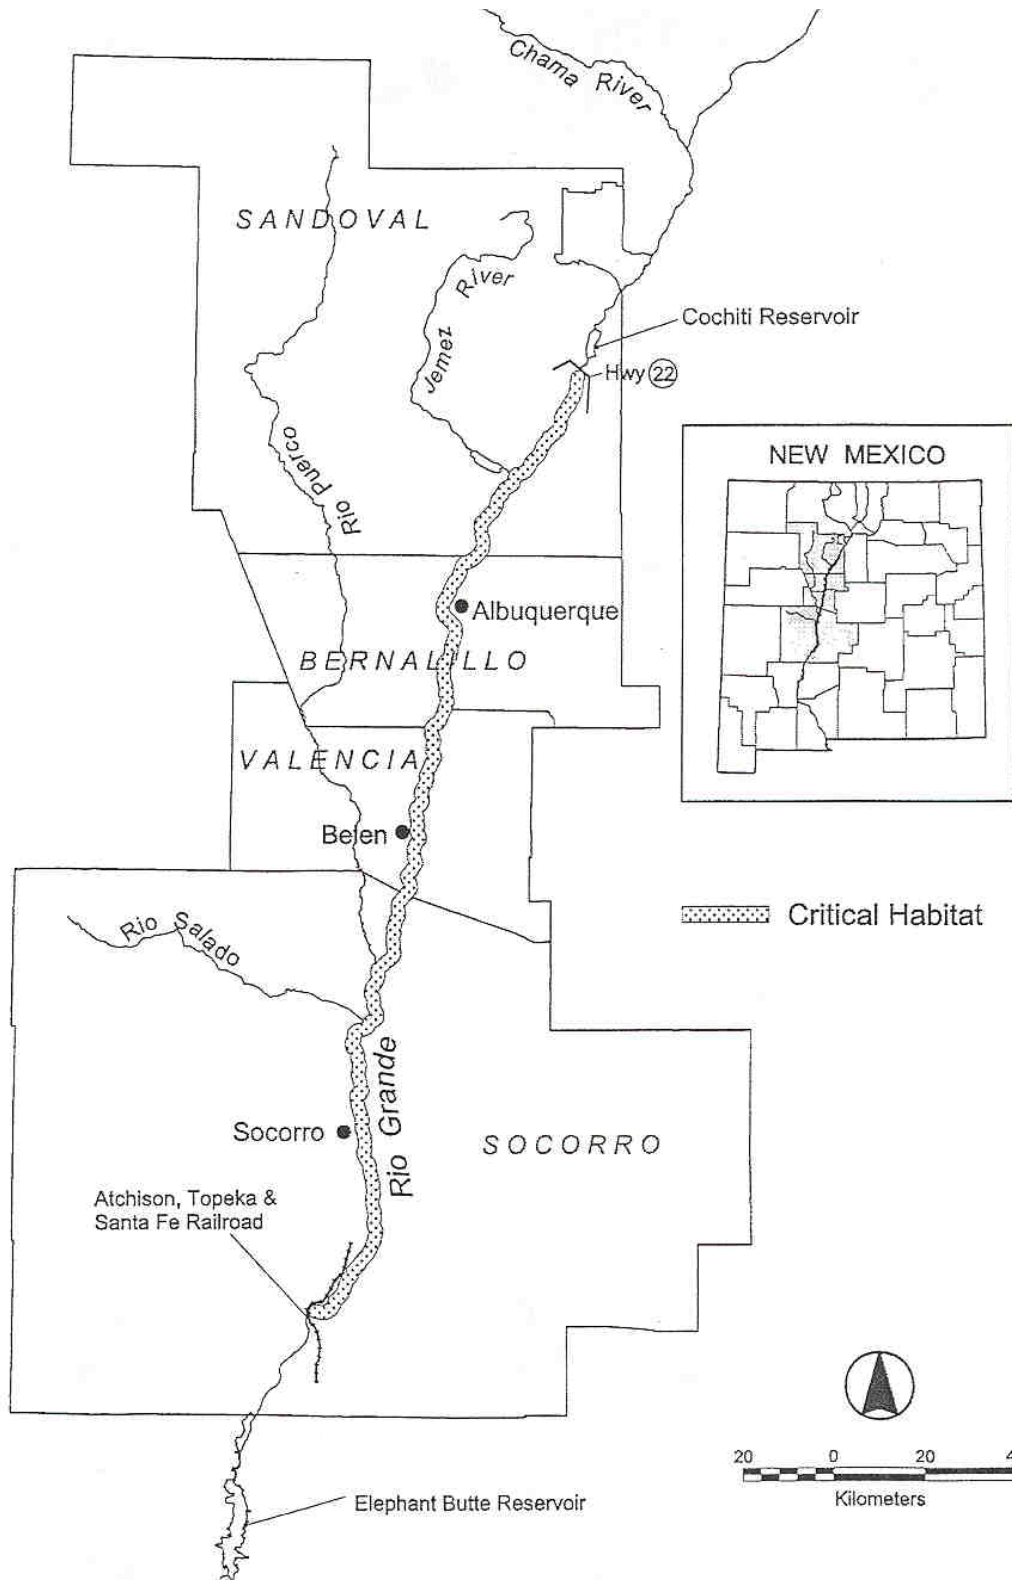 Chama River
SANDOVAL
Jemez River
Cochiti Reservoir
Hwy 22
NEW MEXICO
Rio Puerco
Albuquerque
BERNALILLO
VALENCIA
Belen
Critical Habitat
Rio Salado
Rio Grande
Socorro
SOCORRO
Atchison, Topeka &
Santa Fe Railroad
20 0 20
Kilometers
Elephant Butte Reservoir